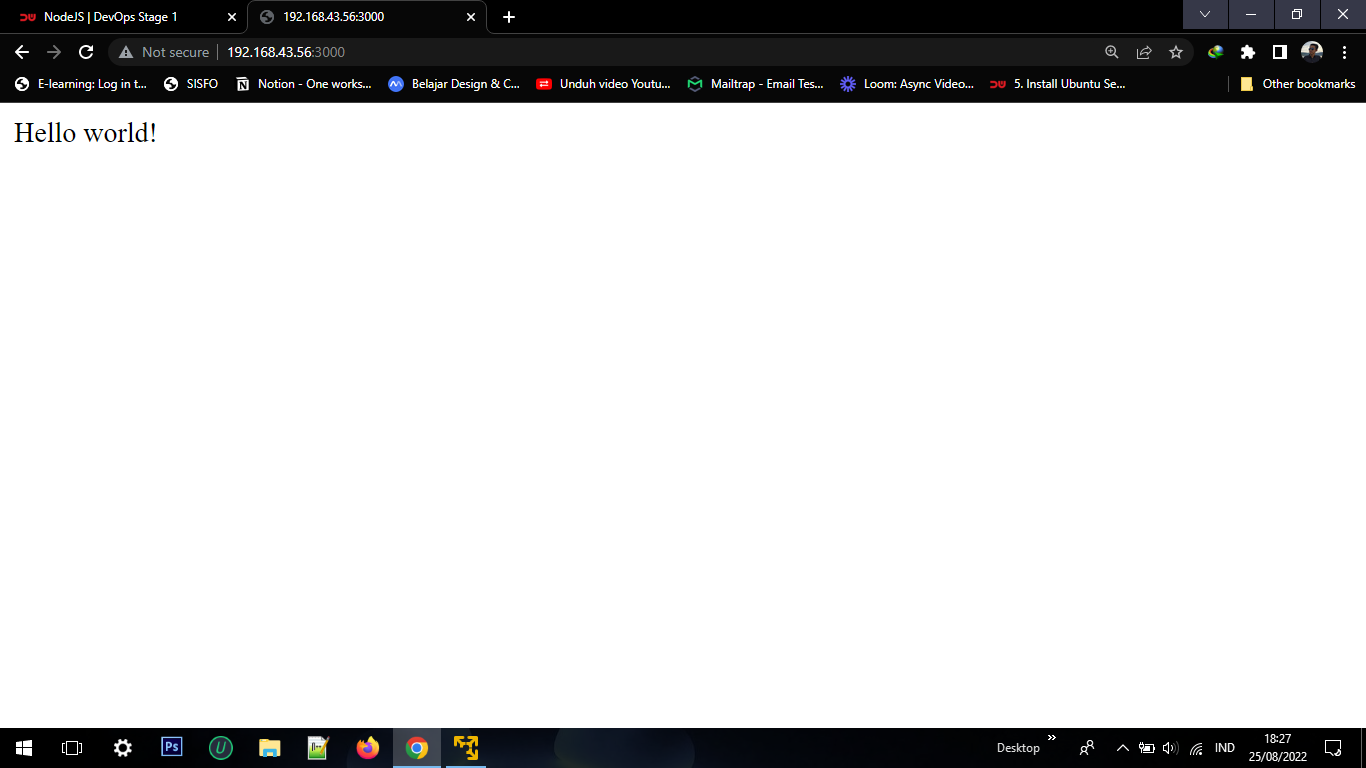 NodeJS | DevOps Stage 1
192.168.43.56:3000
Not secure
192.168.43.56:3000
E-learning: Log in t...
SISFO
Notion - One works...
Belajar Design & C...
Unduh video Youtu...
Mailtrap - Email Tes...
Loom: Async Video...
5. Install Ubuntu Se...
Other bookmarks
Hello world!
Ps
U
Desktop
IND
18:27
25/08/2022